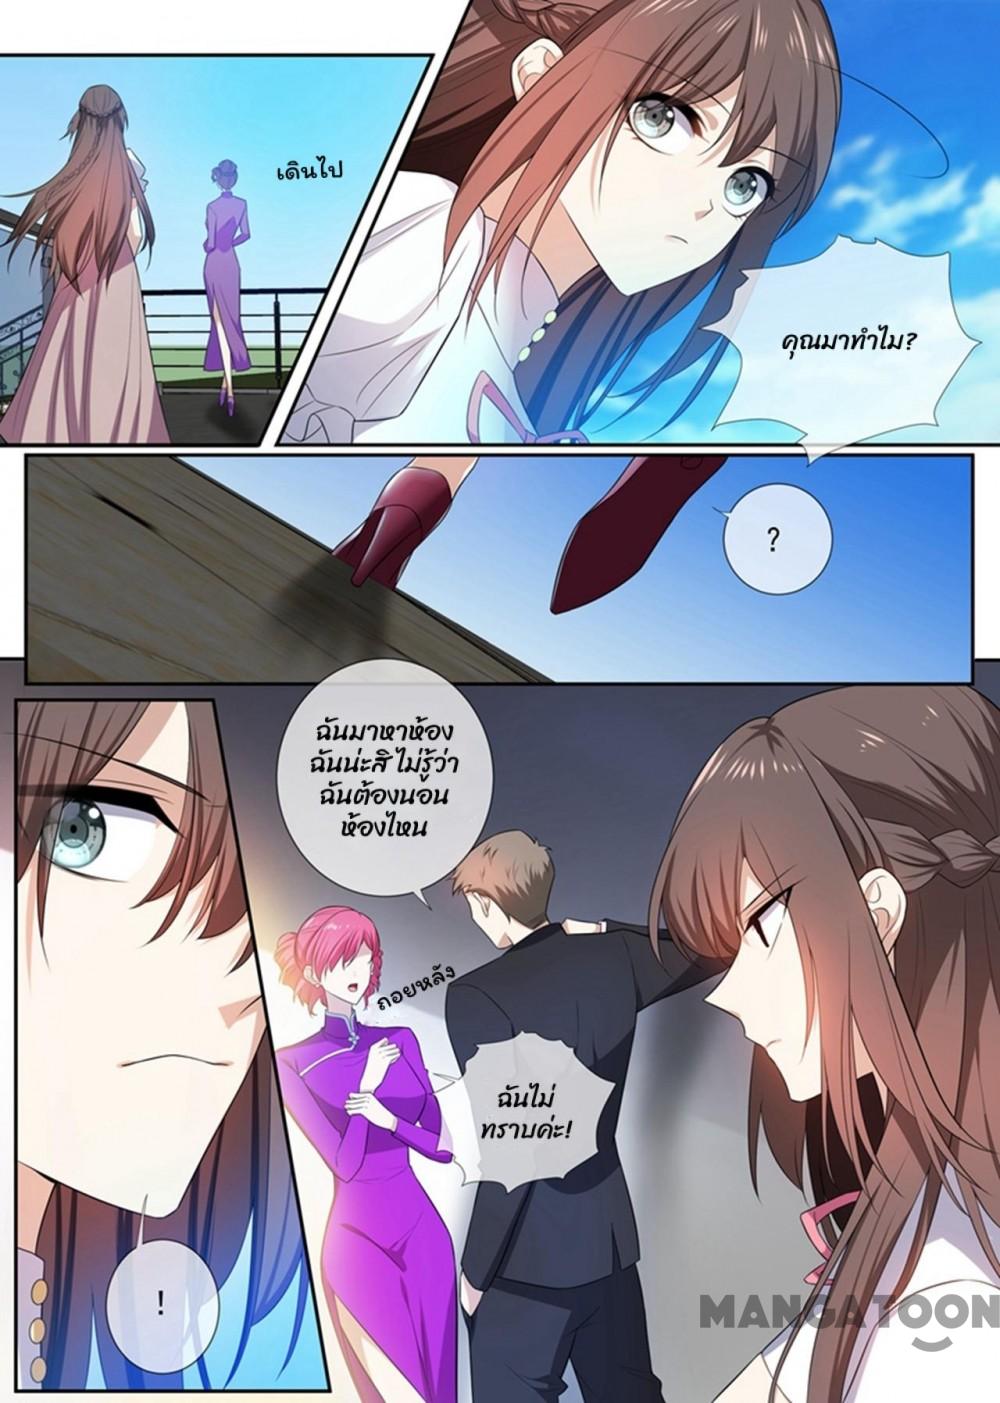 เดินไป
คุณมาทำไม?
?
ฉันมาหาห้อง
ฉันน่ะสิ ไม่รู้ว่า
ฉันต้องนอน
ห้องไหน
ถอยหลัง
ฉันไม่
ทราบค่ะ!
!
MANGATOON